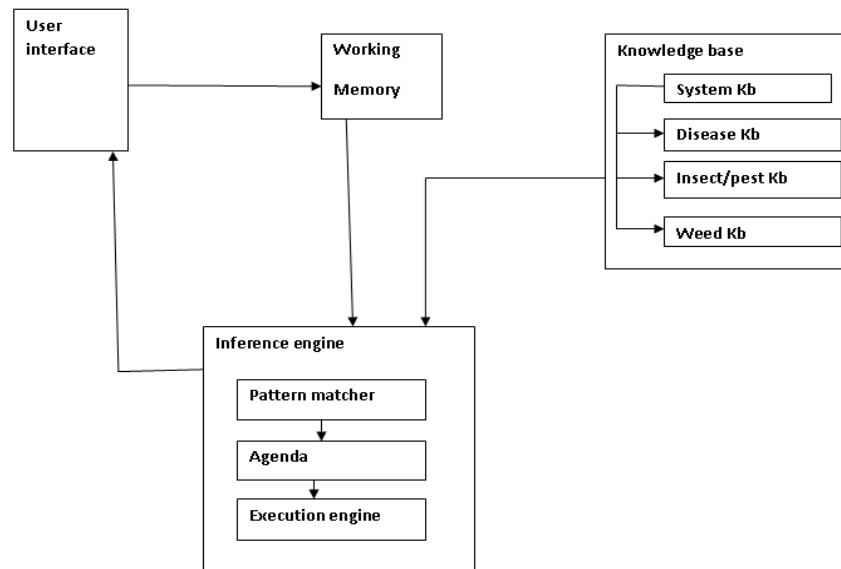 User
interface
Working
Memory
Knowledge base
System Kb
Disease Kb
Insect/pest Kb
Weed Kb
Inference engine
Pattern matcher
Agenda
Execution engine